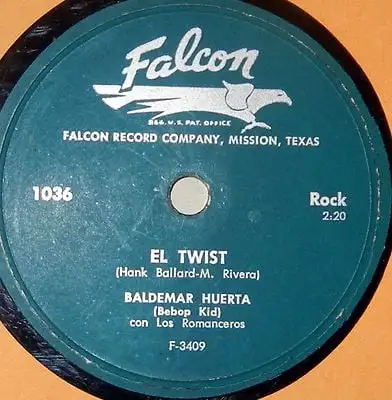 Falcon
REG. U.S. PAT. OFFICE
FALCON RECORD COMPANY, MISSION, TEXAS
1036
Rock
2:20
EL TWIST
(Hank Ballard-M. Rivera)
BALDEMAR HUERTA
(Bebop Kid)
con Los Romanceros
F-3409